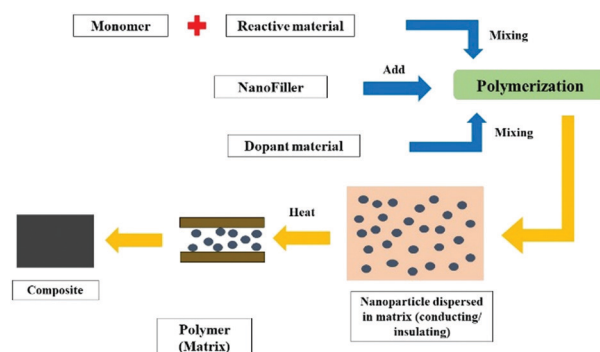 Monomer
Reactive material
Mixing
NanoFiller
Add
Polymerization
Dopant material
Mixing
Heat
Composite
Polymer
(Matrix)
Nanoparticle dispersed
in matrix (conducting/
insulating)